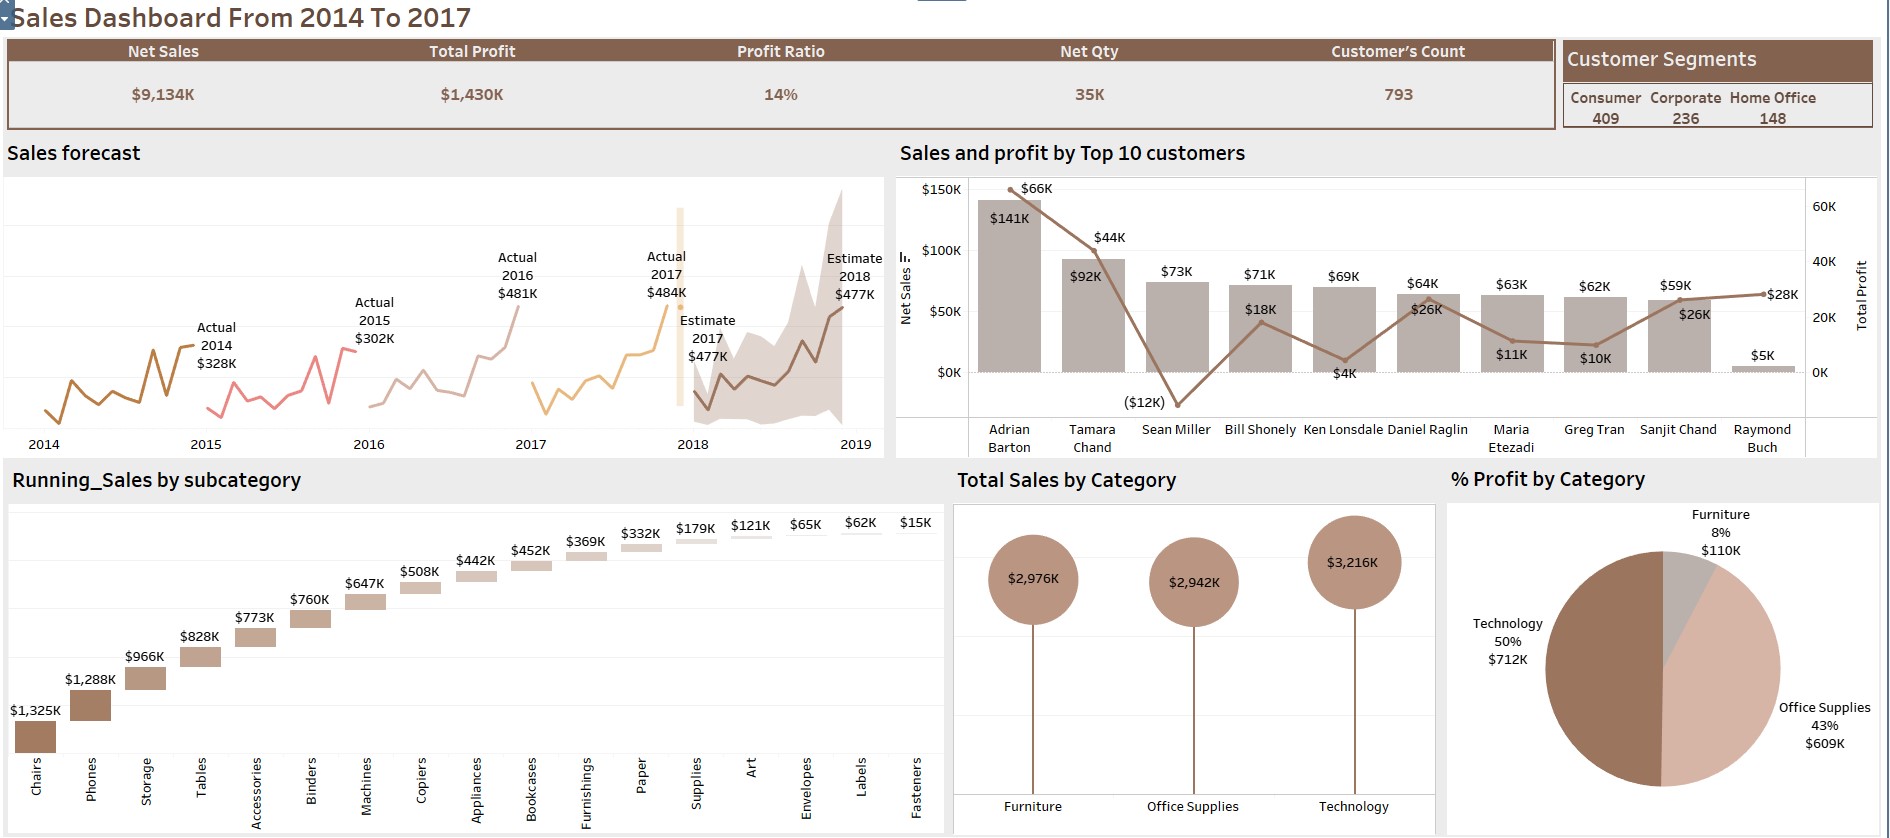 Sales Dashboard From 2014 To 2017
Net Sales Total Profit Profit Ratio Net Qty Customer's Count
$9,134K $1,430K 14% 35K 793
Customer Segments
Consumer Corporate Home Office
409 236 148
Sales forecast
Actual
2014
$328K
Actual
2015
$302K
Actual
2016
$481K
Actual
2017
$484K
Estimate
2017
$477K
Estimate
2018
$477K
2014 2015 2016 2017 2018 2019
Sales and profit by Top 10 customers
Net Sales
$150K
$100K
$50K
$0K
$66K
$141K
$44K
$92K
$73K
($12K)
$71K
$18K
$69K
$4K
$64K
$26K
$63K
$11K
$62K
$10K
$59K
$26K
$28K
$5K
60K
40K
20K
0K
Total Profit
Adrian
Barton
Tamara
Chand
Sean Miller
Bill Shonely
Ken Lonsdale
Daniel Raglin
Maria
Etezadi
Greg Tran
Sanjit Chand
Raymond
Buch
Running_Sales by subcategory
$1,325K
$1,288K
$966K
$828K
$773K
$760K
$647K
$508K
$442K
$452K
$369K
$332K
$179K
$121K
$65K
$62K
$15K
Chairs
Phones
Storage
Tables
Accessories
Binders
Machines
Copiers
Appliances
Bookcases
Furnishings
Paper
Supplies
Art
Envelopes
Labels
Fasteners
Total Sales by Category
$2,976K
$2,942K
$3,216K
Furniture Office Supplies Technology
% Profit by Category
Furniture
8%
$110K
Technology
50%
$712K
Office Supplies
43%
$609K